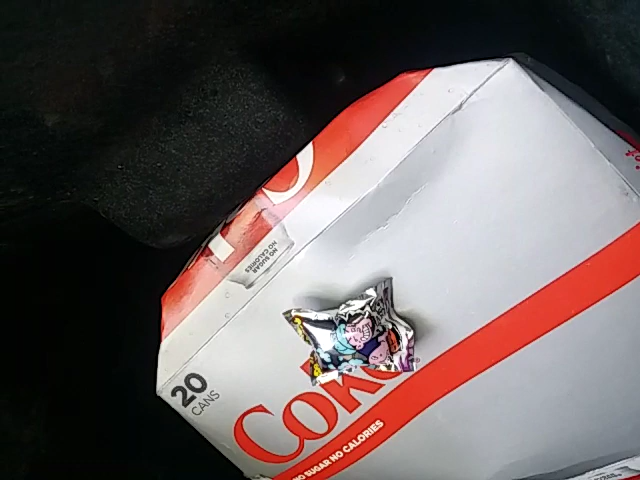 NO SUGAR
NO CALORIES
20
CANS
Coke
NO SUGAR NO CALORIES